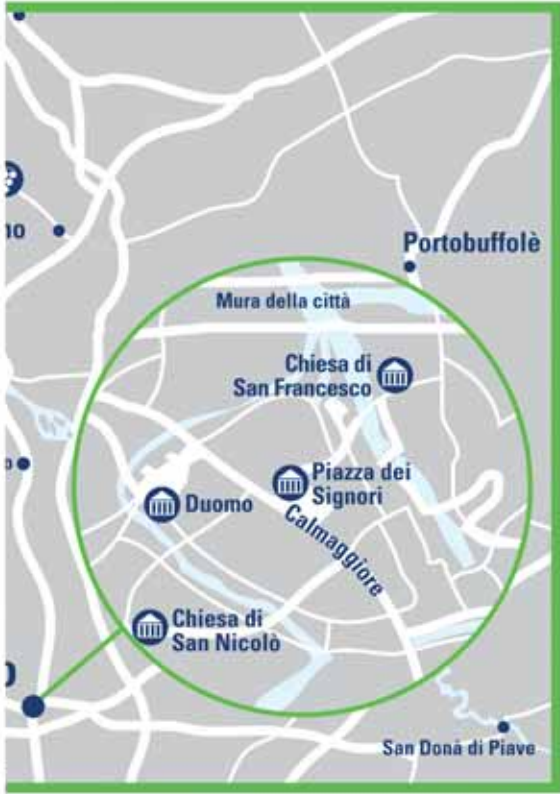 Portobuffolè
Mura della città
Chiesa di
San Francesco
Piazza dei
Signori
Duomo
Calmaggiore
Chiesa di
San Nicolò
San Doná di Piave